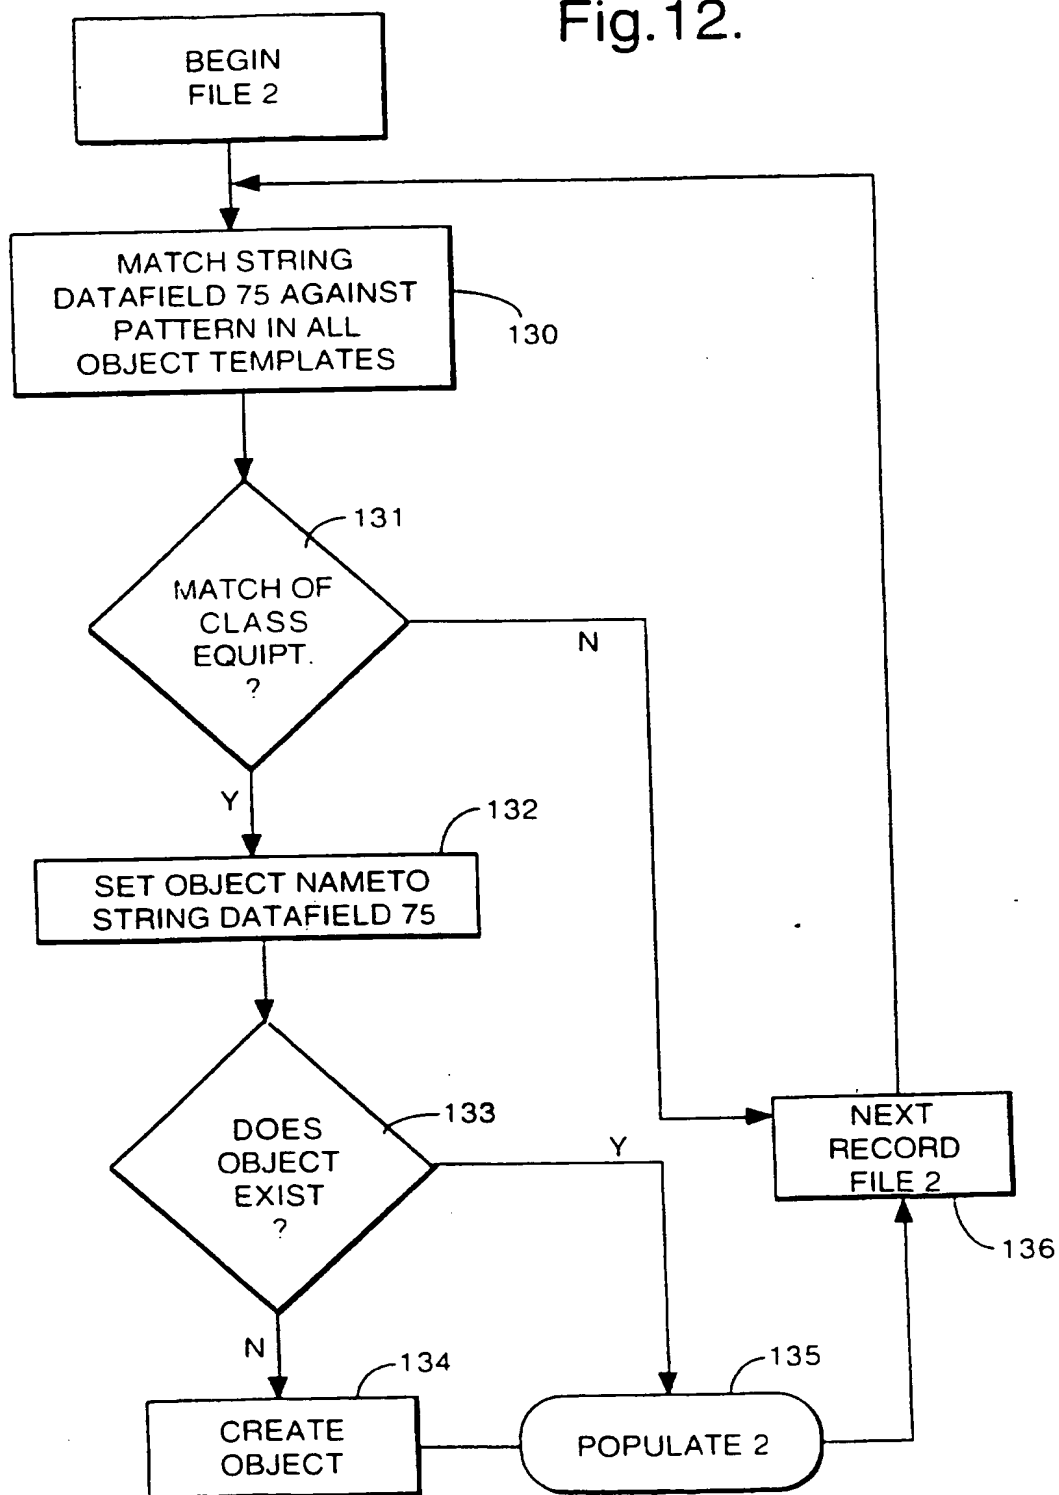 Fig.12.
BEGIN
FILE 2
MATCH STRING
DATAFIELD 75 AGAINST
PATTERN IN ALL
OBJECT TEMPLATES
130
131
MATCH OF
CLASS
EQUIPT.
?
N
Y
132
SET OBJECT NAMETO
STRING DATAFIELD 75
133
DOES
OBJECT
EXIST
?
Y
NEXT
RECORD
FILE 2
136
N
134
CREATE
OBJECT
135
POPULATE 2